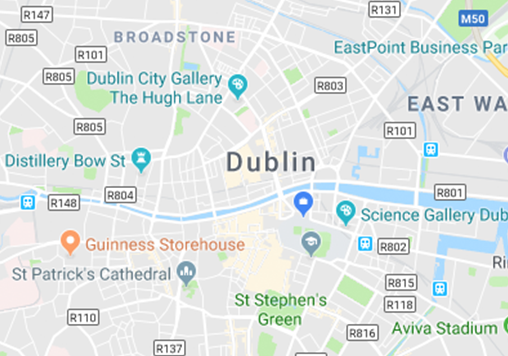 R147
R131
M50
R805
BROADSTONE
R101
EastPoint Business Par
R805
Dublin City Gallery
The Hugh Lane
R803
EAST WA
R805
R101
Distillery Bow St
Dublin
R804
R801
R148
Science Gallery Dub
Guinness Storehouse
R802
St Patrick's Cathedral
Rin
R815
St Stephen's
Green
R118
R110
R816
Aviva Stadium
R137